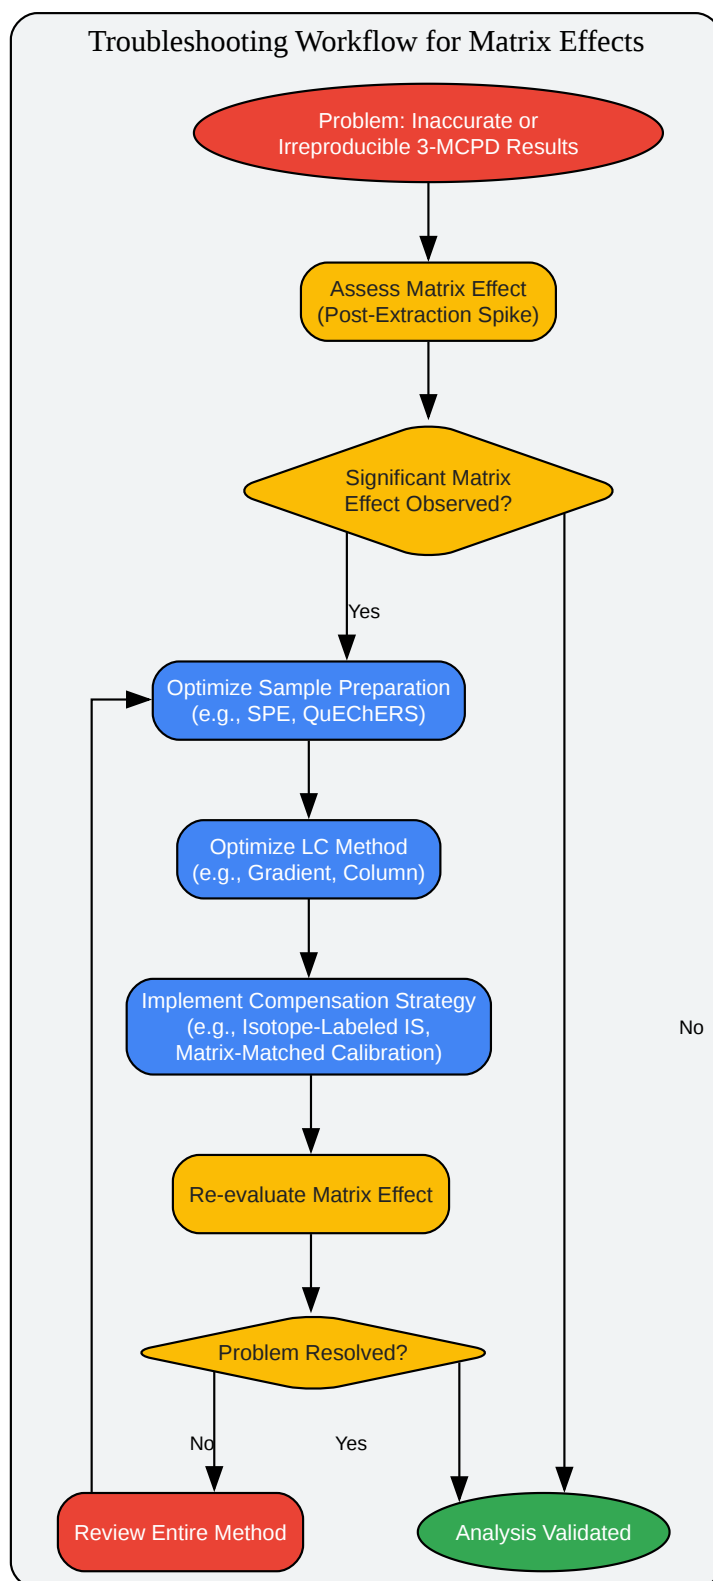 Troubleshooting Workflow for Matrix Effects
Problem: Inaccurate or
Irreproducible 3-MCPD Results
Assess Matrix Effect
(Post-Extraction Spike)
Significant Matrix
Effect Observed?
Yes
Optimize Sample Preparation
(e.g., SPE, QuEChERS)
Optimize LC Method
(e.g., Gradient, Column)
Implement Compensation Strategy
(e.g., Isotope-Labeled IS,
Matrix-Matched Calibration)
No
Re-evaluate Matrix Effect
Problem Resolved?
No
Yes
Review Entire Method
Analysis Validated